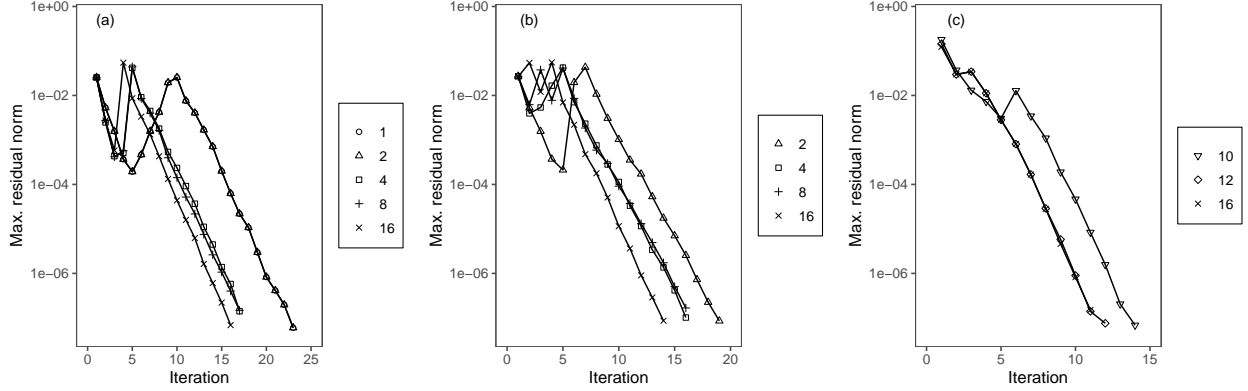 (a)
1e+00
1e−02
1e−04
1e−06
Max. residual norm
0 5 10 15 20 25
Iteration
1
2
4
8
16
(b)
1e+00
1e−02
1e−04
1e−06
Max. residual norm
0 5 10 15 20
Iteration
2
4
8
16
(c)
1e+00
1e−02
1e−04
1e−06
Max. residual norm
0 5 10 15
Iteration
10
12
16